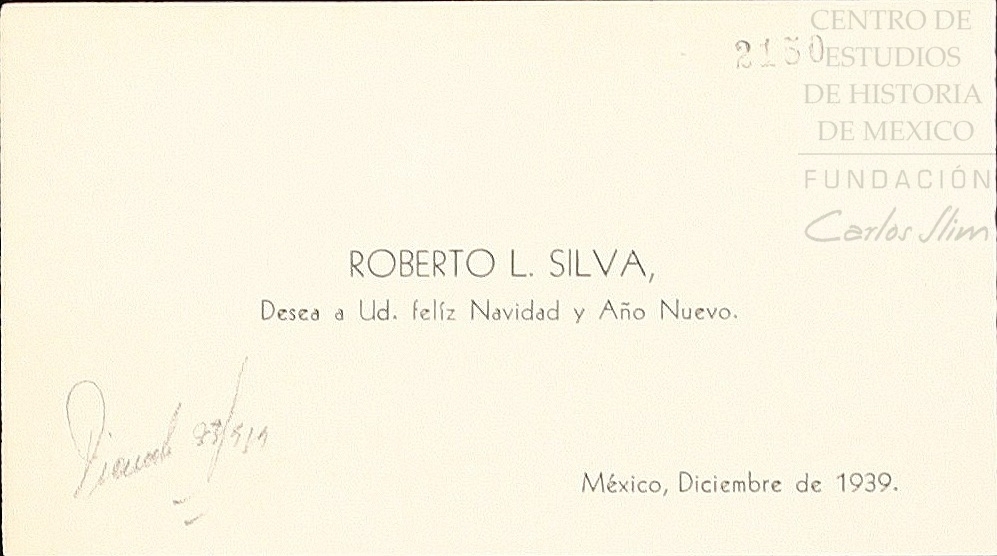 2150
CENTRO DE
ESTUDIOS
DE HISTORIA
DE MEXICO
FUNDACIÓN
Carlos Slim
ROBERTO L. SILVA,
Desea a Ud. felíz Navidad y Año Nuevo.
México, Diciembre de 1939.